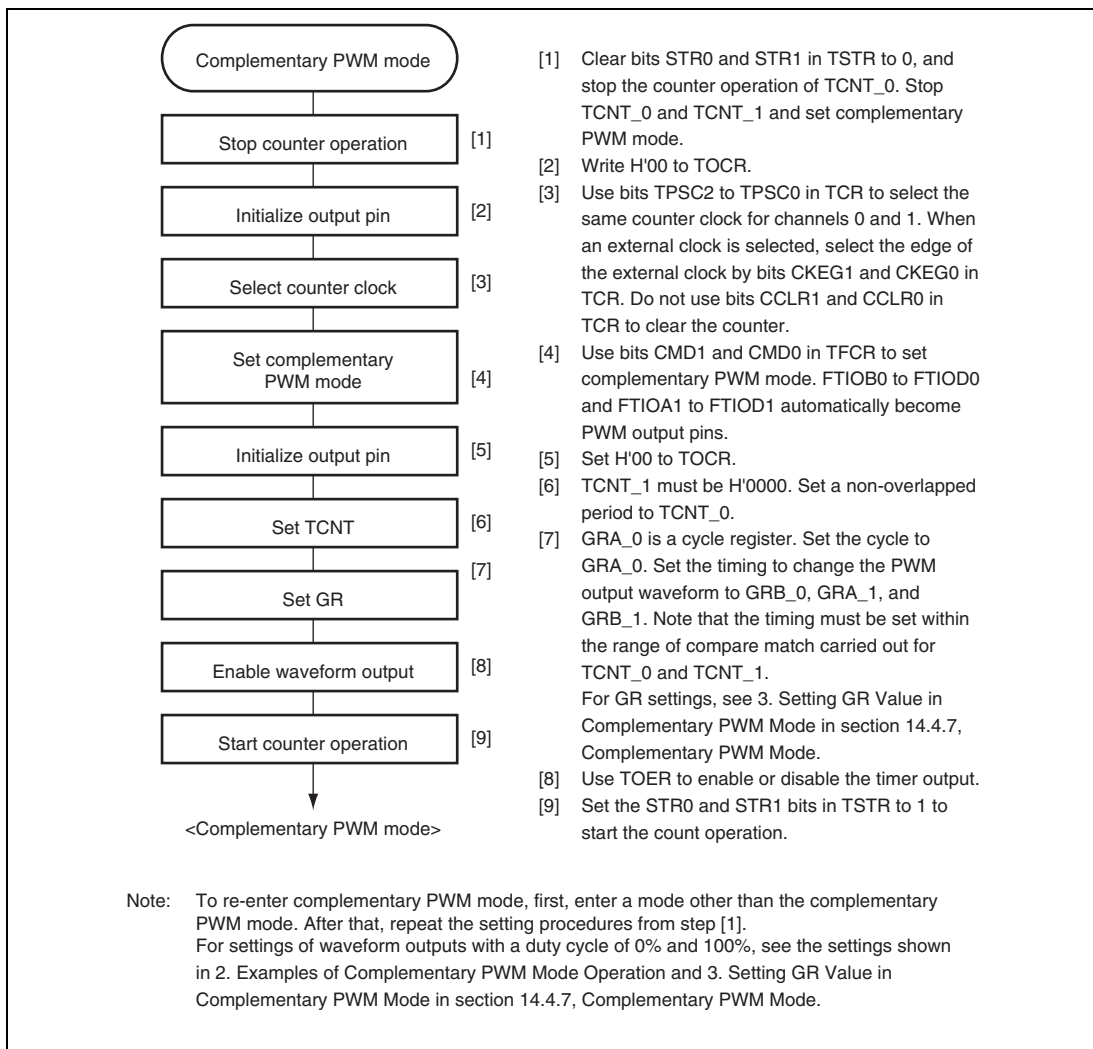 Complementary PWM mode
Stop counter operation
[1]
Initialize output pin
[2]
Select counter clock
[3]
Set complementary
PWM mode
[4]
Initialize output pin
[5]
Set TCNT
[6]
[7]
Set GR
Enable waveform output
[8]
Start counter operation
[9]
<Complementary PWM mode>
[1] Clear bits STR0 and STR1 in TSTR to 0, and
stop the counter operation of TCNT_0. Stop
TCNT_0 and TCNT_1 and set complementary
PWM mode.
[2] Write H'00 to TOCR.
[3] Use bits TPSC2 to TPSC0 in TCR to select the
same counter clock for channels 0 and 1. When
an external clock is selected, select the edge of
the external clock by bits CKEG1 and CKEG0 in
TCR. Do not use bits CCLR1 and CCLR0 in
TCR to clear the counter.
[4] Use bits CMD1 and CMD0 in TFCR to set
complementary PWM mode. FTIOB0 to FTIOD0
and FTIOA1 to FTIOD1 automatically become
PWM output pins.
[5] Set H'00 to TOCR.
[6] TCNT_1 must be H'0000. Set a non-overlapped
period to TCNT_0.
[7] GRA_0 is a cycle register. Set the cycle to
GRA_0. Set the timing to change the PWM
output waveform to GRB_0, GRA_1, and
GRB_1. Note that the timing must be set within
the range of compare match carried out for
TCNT_0 and TCNT_1.
For GR settings, see 3. Setting GR Value in
Complementary PWM Mode in section 14.4.7,
Complementary PWM Mode.
[8] Use TOER to enable or disable the timer output.
[9] Set the STR0 and STR1 bits in TSTR to 1 to
start the count operation.
Note: To re-enter complementary PWM mode, first, enter a mode other than the complementary
PWM mode. After that, repeat the setting procedures from step [1].
For settings of waveform outputs with a duty cycle of 0% and 100%, see the settings shown
in 2. Examples of Complementary PWM Mode Operation and 3. Setting GR Value in
Complementary PWM Mode in section 14.4.7, Complementary PWM Mode.